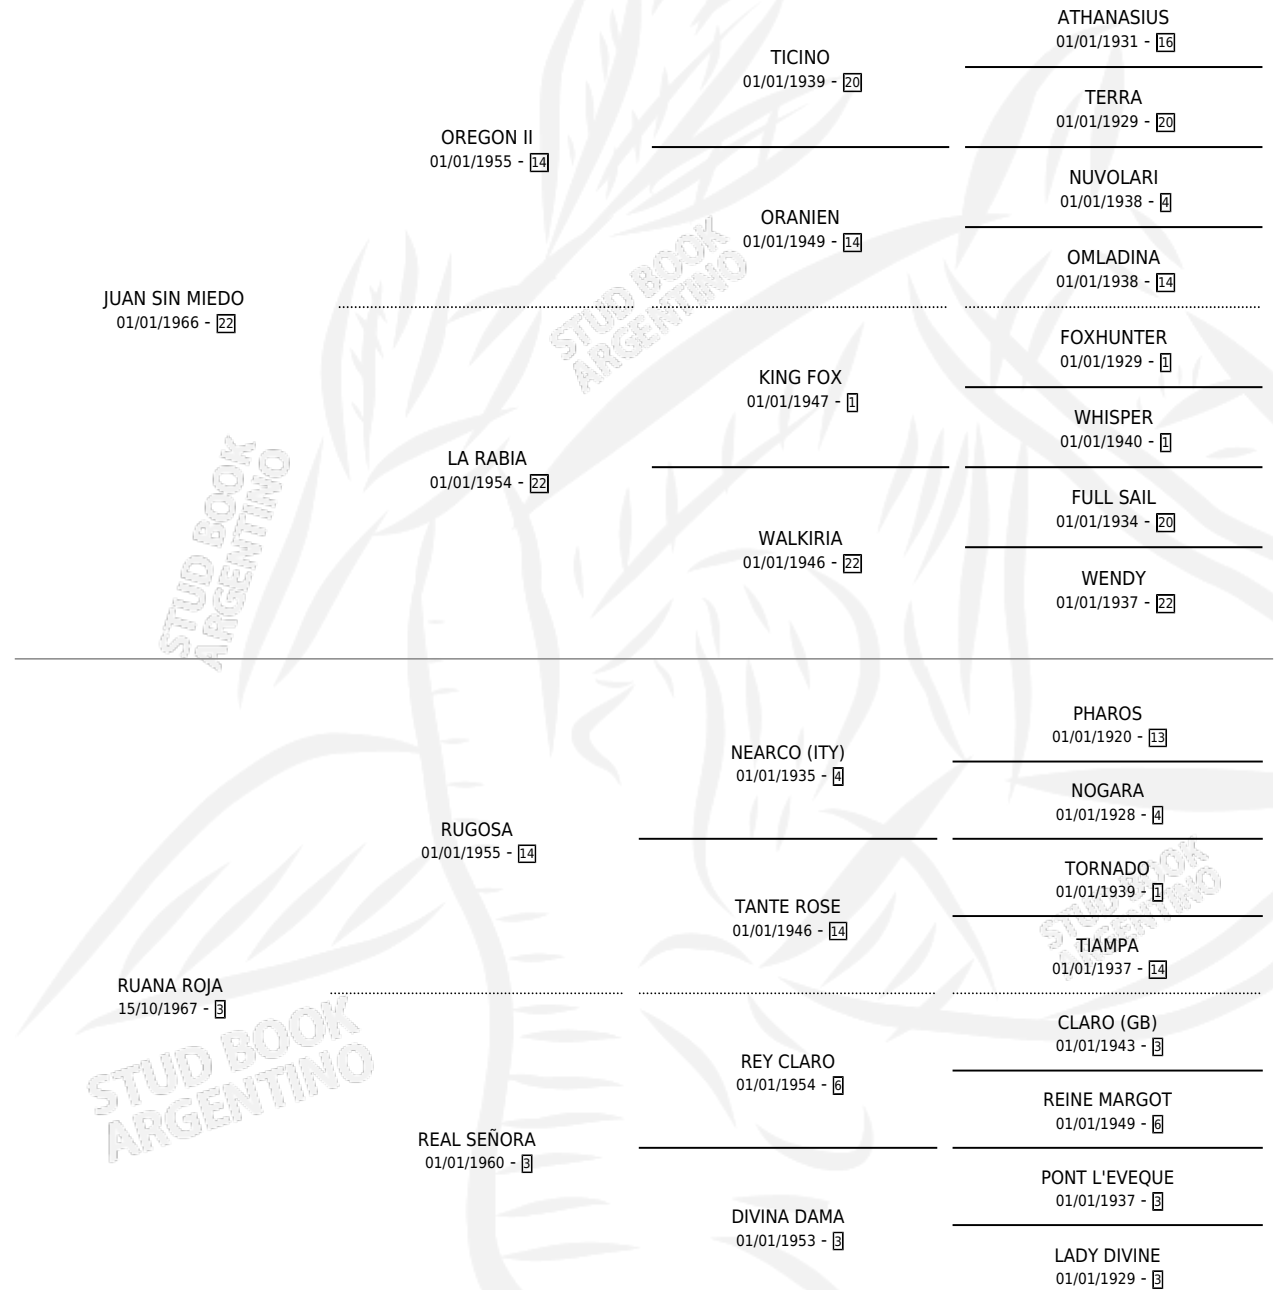 ATHANASIUS
01/01/1931 - 16
TICINO
01/01/1939 - 20
TERRA
01/01/1929 - 20
OREGON II
01/01/1955 - 14
NUVOLARI
01/01/1938 - 4
ORANIEN
01/01/1949 - 14
OMLADINA
01/01/1938 - 14
JUAN SIN MIEDO
01/01/1966 - 22
STUD BOOK
ARGENTINO
FOXHUNTER
01/01/1929 - 1
KING FOX
01/01/1947 - 1
WHISPER
01/01/1940 - 1
LA RABIA
01/01/1954 - 22
FULL SAIL
01/01/1934 - 20
WALKIRIA
01/01/1946 - 22
WENDY
01/01/1937 - 22
STUD BOOK
ARGENTINO
PHAROS
01/01/1920 - 13
NEARCO (ITY)
01/01/1935 - 4
NOGARA
01/01/1928 - 4
RUGOSA
01/01/1955 - 14
TORNADO
01/01/1939 - 1
TANTE ROSE
01/01/1946 - 14
TIAMPA
01/01/1937 - 14
STUD BOOK
ARGENTINO
RUANA ROJA
15/10/1967 - 3
CLARO (GB)
01/01/1943 - 3
REY CLARO
01/01/1954 - 6
REINE MARGOT
01/01/1949 - 6
STUD BOOK
ARGENTINO
REAL SEÑORA
01/01/1960 - 3
PONT L'EVEQUE
01/01/1937 - 3
DIVINA DAMA
01/01/1953 - 3
LADY DIVINE
01/01/1929 - 3